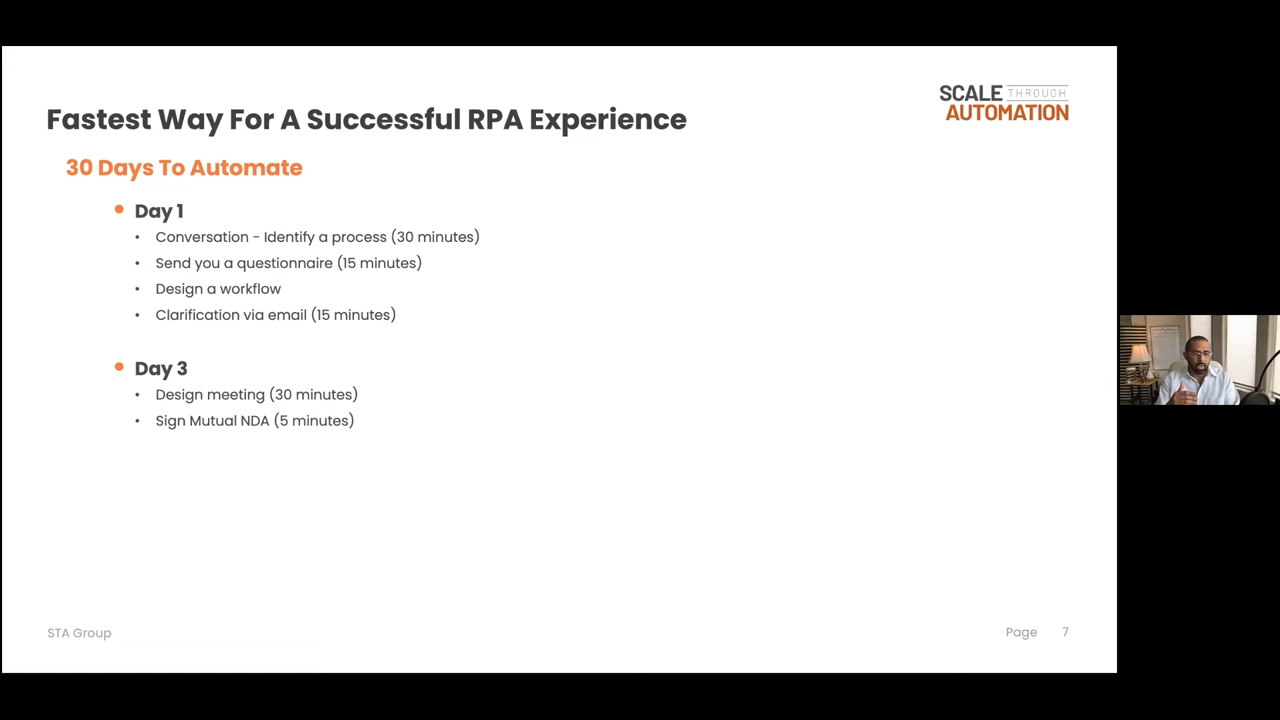 SCALE THROUGH
AUTOMATION
Fastest Way For A Successful RPA Experience
30 Days To Automate
• Day 1
• Conversation - Identify a process (30 minutes)
• Send you a questionnaire (15 minutes)
• Design a workflow
• Clarification via email (15 minutes)
• Day 3
• Design meeting (30 minutes)
• Sign Mutual NDA (5 minutes)
STA Group
Page 7